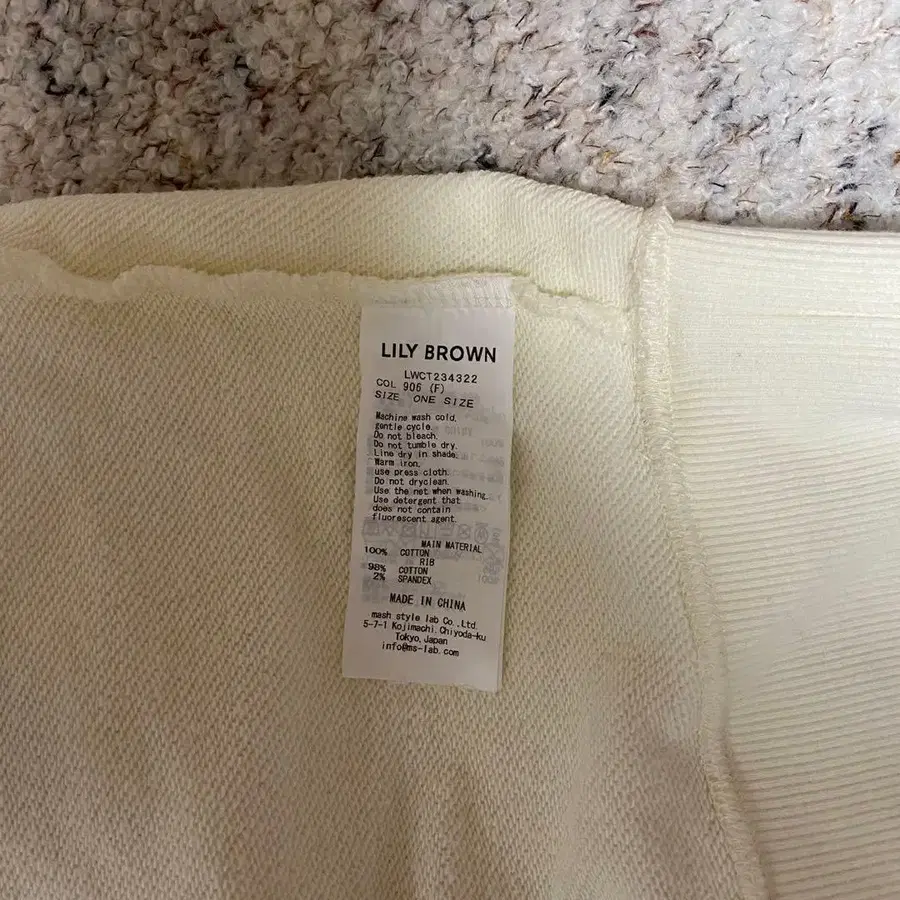 LILY BROWN
LWCT234322
COL 906 (F)
SIZE ONE SIZE
Machine wash cold,
gentle cycle.
Do not bleach.
Do not tumble dry.
Line dry in shade.
Warm iron,
use press cloth.
Do not dryclean.
Use the net when washing.
Use detergent that
does not contain
fluorescent agent.
MAIN MATERIAL
100% COTTON
RIB
98% COTTON
2% SPANDEX
MADE IN CHINA
mash style lab Co.,Ltd.
5-7-1 Kojimachi.Chiyoda-ku
Tokyo,Japan
info@ms-lab.com